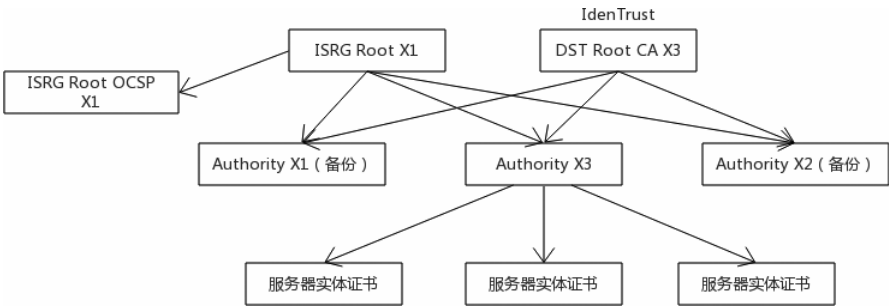 IdenTrust
ISRG Root X1
DST Root CA X3
ISRG Root OCSP
X1
Authority X1（备份）
Authority X3
Authority X2（备份）
服务器实体证书
服务器实体证书
服务器实体证书